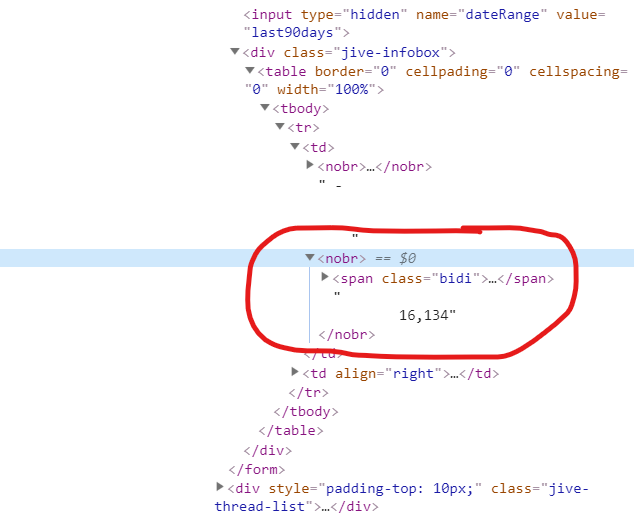 <input type="hidden" name="dateRange" value=
"last90days">
▼<div class="jive-infobox">
▼<table border="0" cellpading="0" cellspacing=
"0" width="100%">
▼<tbody>
▼<tr>
▼<td>
▶<nobr>…</nobr>
" -
"
▼<nobr> == $0
▶<span class="bidi">…</span>
"
16,134"
</nobr>
</td>
▶<td align="right">…</td>
</tr>
</tbody>
</table>
</div>
</form>
▶<div style="padding-top: 10px;" class="jive-
thread-list">…</div>